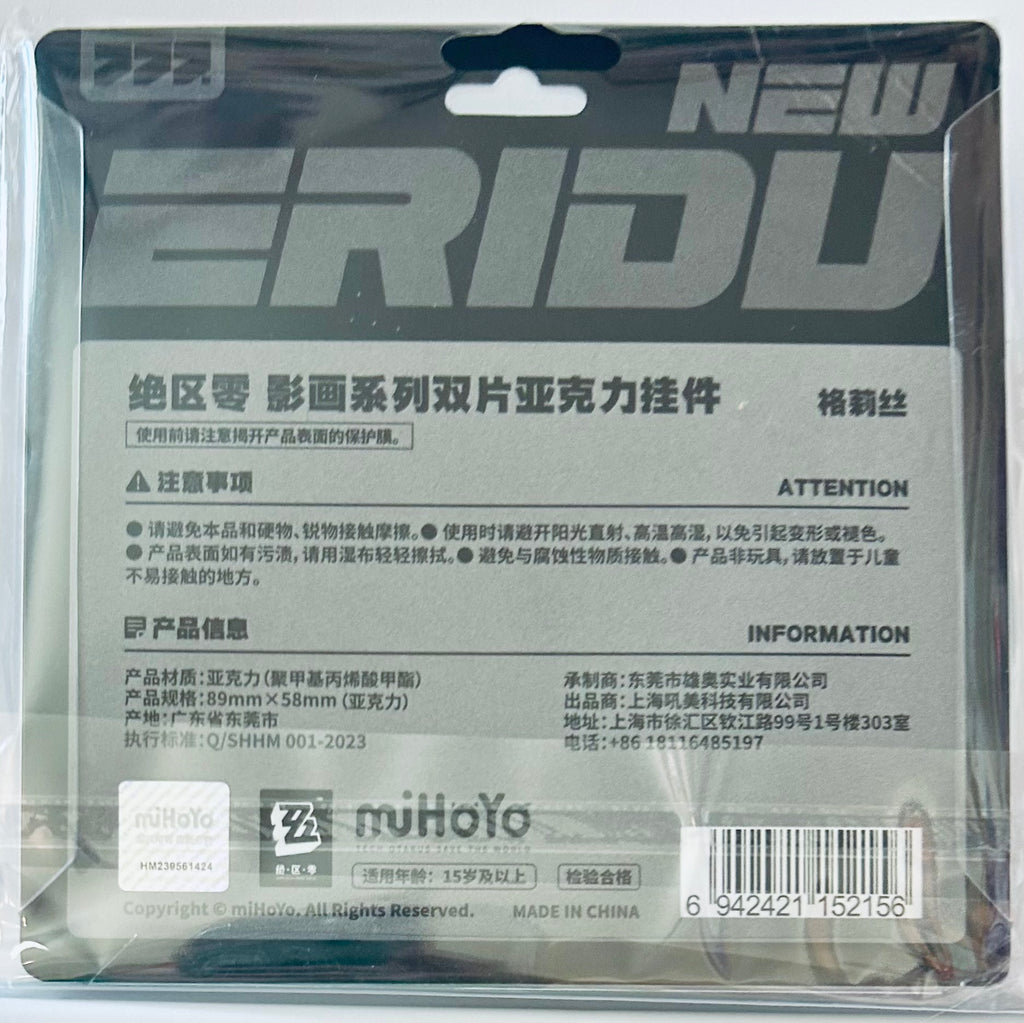 ZZZ
NEW
ERIDU
绝区零 影画系列双片亚克力挂件 格莉丝
使用前请注意揭开产品表面的保护膜。
注意事项 ATTENTION
● 请避免本品和硬物、锐物接触摩擦。● 使用时请避开阳光直射、高温高湿，以免引起变形或褪色。
● 产品表面如有污渍，请用湿布轻轻擦拭。● 避免与腐蚀性物质接触。● 产品非玩具，请放置于儿童
不易接触的地方。
产品信息 INFORMATION
产品材质：亚克力（聚甲基丙烯酸甲酯） 承制商：东莞市雄奥实业有限公司
产品规格：89mm×58mm（亚克力） 出品商：上海吼美科技有限公司
产地：广东省东莞市 地址：上海市徐汇区钦江路99号1号楼303室
执行标准：Q/SHHM 001-2023 电话：+86 18116485197
miHoYo
HM239561424
绝·区·零
miHoYo
TECH OTAKUS SAVE THE WORLD
适用年龄：15岁及以上 检验合格
Copyright © miHoYo. All Rights Reserved. MADE IN CHINA
6 942421 152156